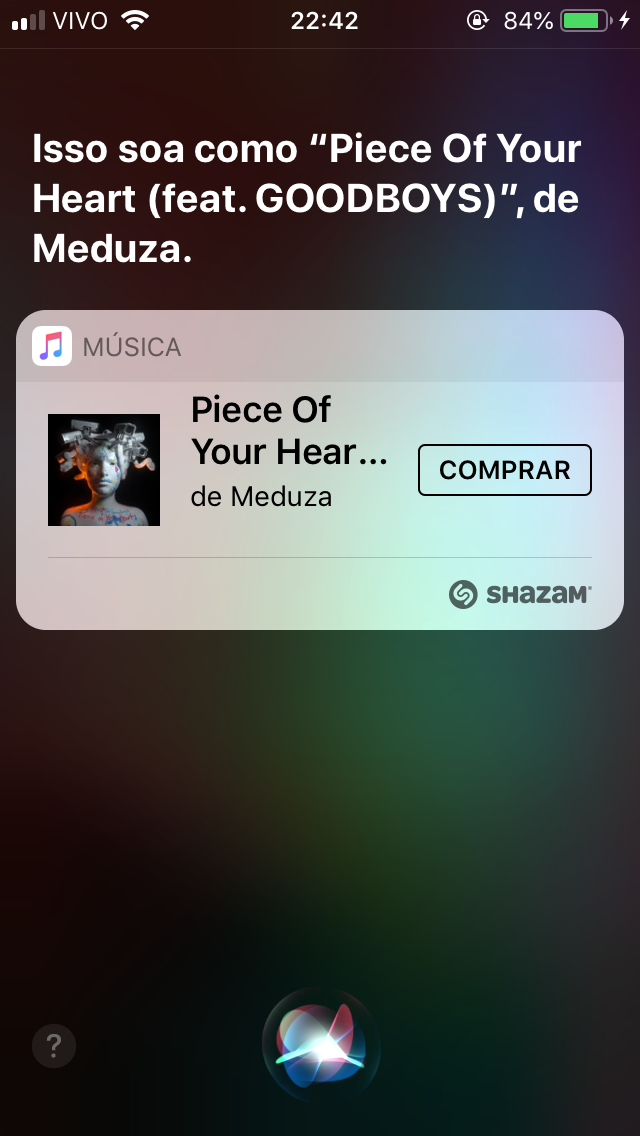 VIVO 22:42 84%
Isso soa como “Piece Of Your
Heart (feat. GOODBOYS)”, de
Meduza.
MÚSICA
Piece Of
Your Hear...
de Meduza
COMPRAR
SHAZAM
?